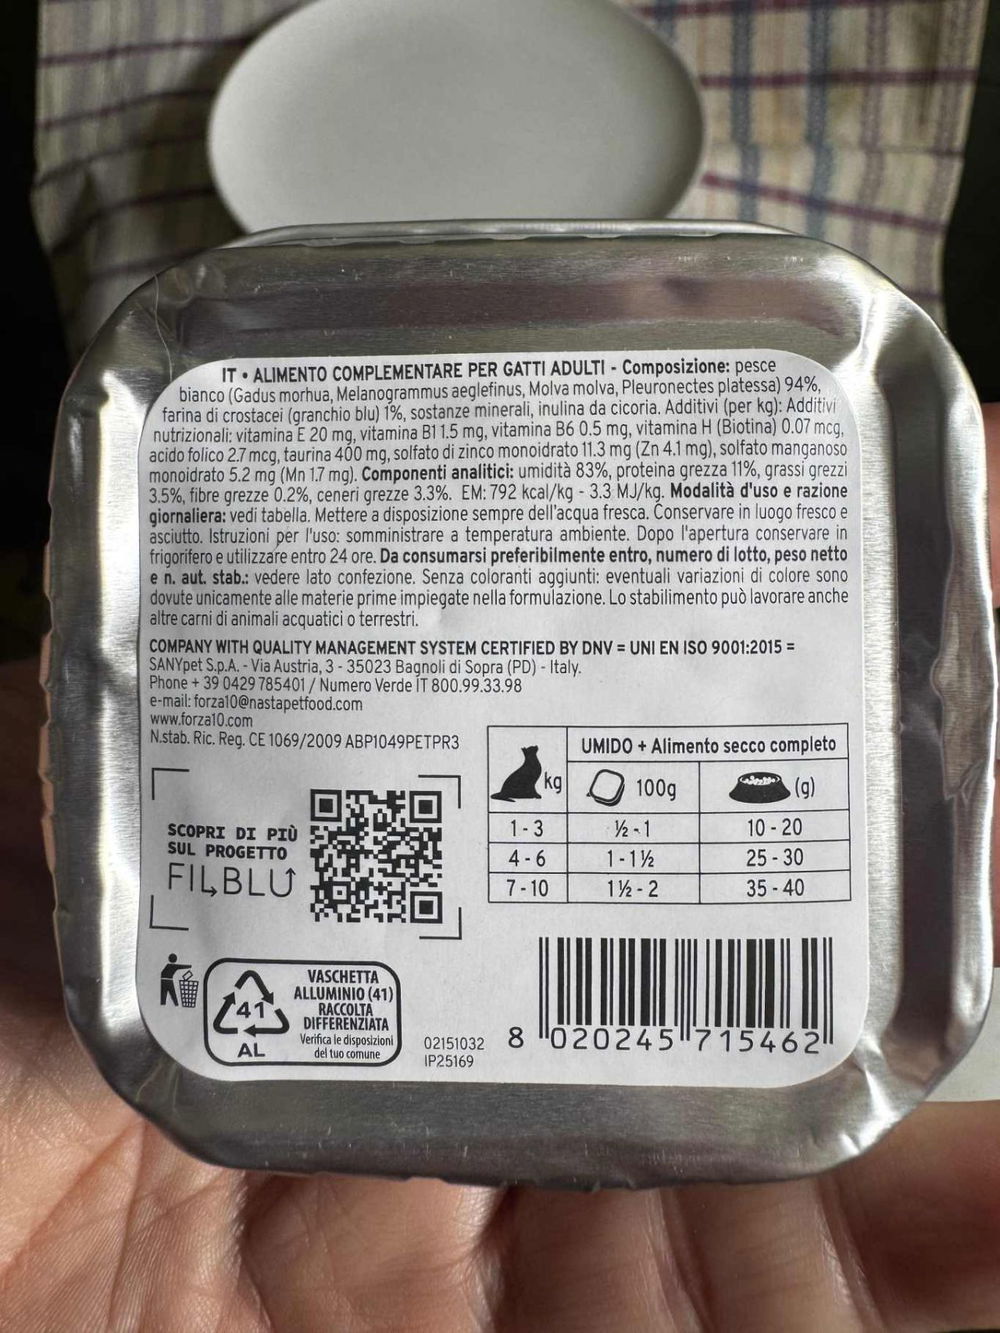 IT • ALIMENTO COMPLEMENTARE PER GATTI ADULTI - Composizione: pesce
bianco (Gadus morhua, Melanogrammus aeglefinus, Molva molva, Pleuronectes platessa) 94%,
farina di crostacei (granchio blu) 1%, sostanze minerali, inulina da cicoria. Additivi (per kg): Additivi
nutrizionali: vitamina E 20 mg, vitamina B1 1.5 mg, vitamina B6 0.5 mg, vitamina H (Biotina) 0.07 mcg,
acido folico 2.7 mcg, taurina 400 mg, solfato di zinco monoidrato 11.3 mg (Zn 4.1 mg), solfato manganoso
monoidrato 5.2 mg (Mn 1.7 mg). Componenti analitici: umidità 83%, proteina grezza 11%, grassi grezzi
3.5%, fibre grezze 0.2%, ceneri grezze 3.3%. EM: 792 kcal/kg - 3.3 MJ/kg. Modalità d'uso e razione
giornaliera: vedi tabella. Mettere a disposizione sempre dell'acqua fresca. Conservare in luogo fresco e
asciutto. Istruzioni per l'uso: somministrare a temperatura ambiente. Dopo l'apertura conservare in
frigorifero e utilizzare entro 24 ore. Da consumarsi preferibilmente entro, numero di lotto, peso netto
e n. aut. stab.: vedere lato confezione. Senza coloranti aggiunti: eventuali variazioni di colore sono
dovute unicamente alle materie prime impiegate nella formulazione. Lo stabilimento può lavorare anche
altre carni di animali acquatici o terrestri.
COMPANY WITH QUALITY MANAGEMENT SYSTEM CERTIFIED BY DNV = UNI EN ISO 9001:2015 =
SANYpet S.p.A. - Via Austria, 3 - 35023 Bagnoli di Sopra (PD) - Italy.
Phone + 39 0429 785401 / Numero Verde IT 800.99.33.98
e-mail: forza10@nastapetfood.com
www.forza10.com
N.stab. Ric. Reg. CE 1069/2009 ABP1049PETPR3
kg UMIDO + Alimento secco completo
100g (g)
1 - 3 ½ - 1 10 - 20
4 - 6 1 - 1½ 25 - 30
7 - 10 1½ - 2 35 - 40
SCOPRI DI PIÙ
SUL PROGETTO
FILBLU
41
AL
VASCHETTA
ALLUMINIO (41)
RACCOLTA
DIFFERENZIATA
Verifica le disposizioni
del tuo comune
02151032
IP25169
8 020245 715462